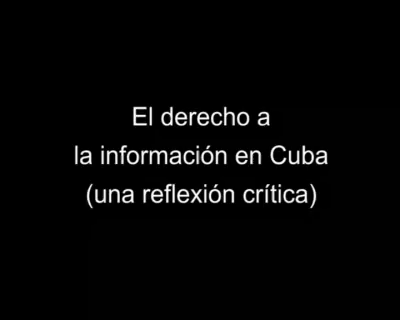 El derecho a
la información en Cuba
(una reflexión crítica)